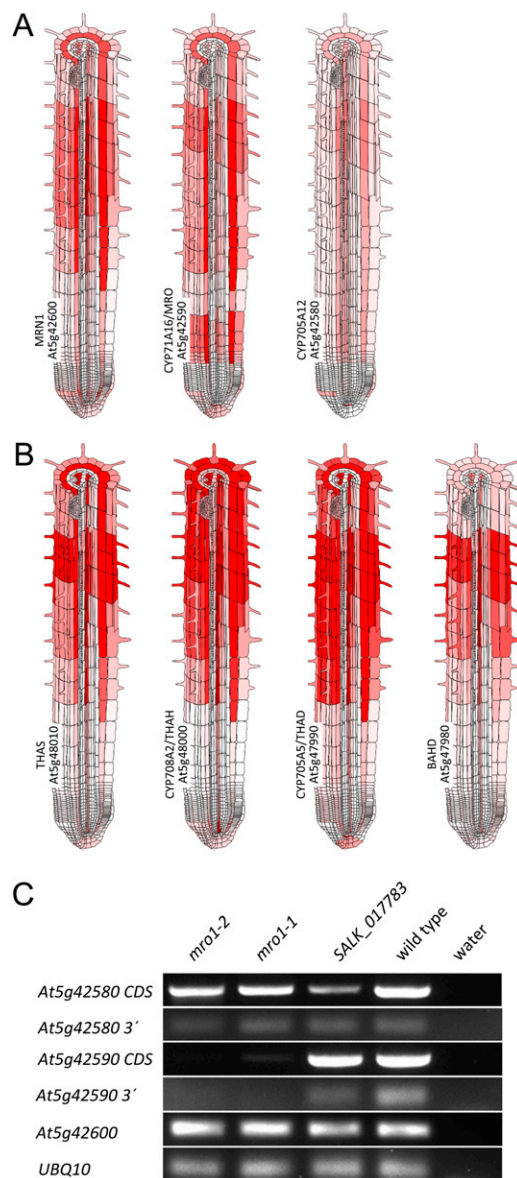 A
MRN1
At5g42600
CYP71A16/MRO
At5g42590
CYP705A12
At5g42580
B
THAS
At5g48010
CYP708A2/THAH
At5g48000
CYP705A5/THAD
At5g47990
BAHD
At5g47980
C
mro1-2
mro1-1
SALK_017783
wild type
water
At5g42580 CDS
At5g42580 3´
At5g42590 CDS
At5g42590 3´
At5g42600
UBQ10